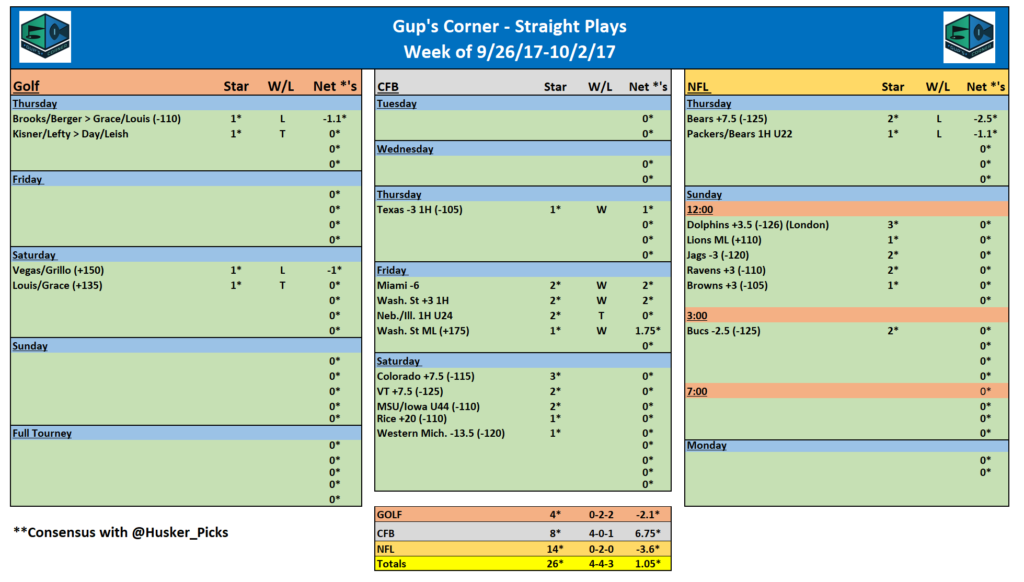 Gup's Corner - Straight Plays
Week of 9/26/17-10/2/17
Golf Star W/L Net *'s
Thursday
Brooks/Berger > Grace/Louis (-110) 1* L -1.1*
Kisner/Lefty > Day/Leish 1* T 0*
0*
0*
Friday
0*
0*
0*
0*
Saturday
Vegas/Grillo (+150) 1* L -1*
Louis/Grace (+135) 1* T 0*
0*
0*
0*
Sunday
0*
0*
0*
0*
Full Tourney
0*
0*
0*
0*
0*
CFB Star W/L Net *'s
Tuesday
0*
0*
Wednesday
0*
0*
Thursday
Texas -3 1H (-105) 1* W 1*
0*
0*
0*
Friday
Miami -6 2* W 2*
Wash. St +3 1H 2* W 2*
Neb./Ill. 1H U24 2* T 0*
Wash. St ML (+175) 1* W 1.75*
0*
Saturday
Colorado +7.5 (-115) 3* 0*
VT +7.5 (-125) 2* 0*
MSU/Iowa U44 (-110) 2* 0*
Rice +20 (-110) 1* 0*
Western Mich. -13.5 (-120) 1* 0*
0*
0*
0*
0*
NFL Star W/L Net *'s
Thursday
Bears +7.5 (-125) 2* L -2.5*
Packers/Bears 1H U22 1* L -1.1*
0*
0*
Sunday
12:00
Dolphins +3.5 (-126) (London) 3* 0*
Lions ML (+110) 1* 0*
Jags -3 (-120) 2* 0*
Ravens +3 (-110) 2* 0*
Browns +3 (-105) 1* 0*
0*
3:00
Bucs -2.5 (-125) 2* 0*
0*
0*
0*
7:00 0*
0*
0*
0*
Monday
0*
0*
**Consensus with @Husker_Picks
GOLF 4* 0-2-2 -2.1*
CFB 8* 4-0-1 6.75*
NFL 14* 0-2-0 -3.6*
Totals 26* 4-4-3 1.05*